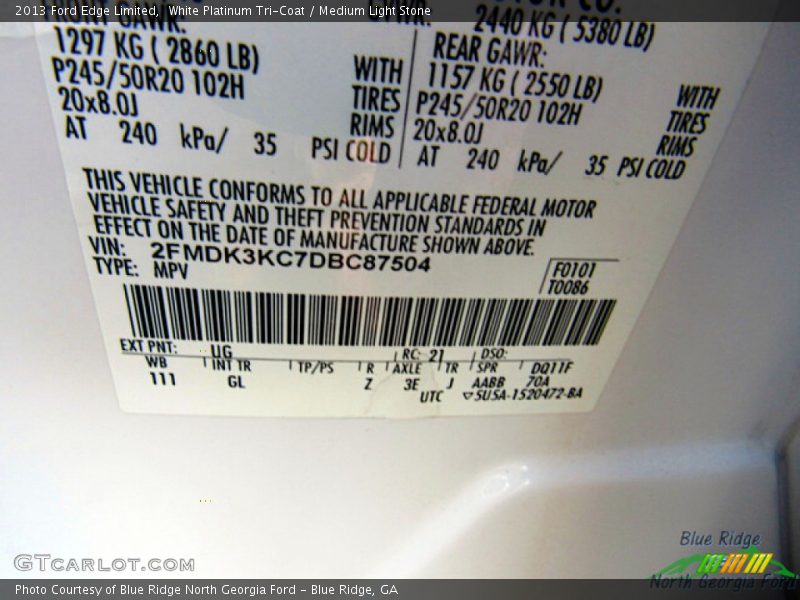 2013 Ford Edge Limited, White Platinum Tri-Coat / Medium Light Stone
FRONT GAWR:
1297 KG ( 2860 LB)
P245/50R20 102H
20x8.0J
AT 240 kPa/ 35 PSI COLD
WITH
TIRES
RIMS
2440 KG ( 5380 LB)
REAR GAWR:
1157 KG ( 2550 LB)
P245/50R20 102H
20x8.0J
AT 240 kPa/ 35 PSI COLD
WITH
TIRES
RIMS
THIS VEHICLE CONFORMS TO ALL APPLICABLE FEDERAL MOTOR
VEHICLE SAFETY AND THEFT PREVENTION STANDARDS IN
EFFECT ON THE DATE OF MANUFACTURE SHOWN ABOVE.
VIN: 2FMDK3KC7DBC87504
TYPE: MPV
F0101
T0086
EXT PNT: UG RC: 21 DSO:
WB INT TR TP/PS R AXLE TR SPR DQ11F
111 GL Z 3E J AABB 70A
UTC ▽5U5A-1520472-BA
GTCARLOT.COM
Blue Ridge
North Georgia Ford
Photo Courtesy of Blue Ridge North Georgia Ford – Blue Ridge, GA